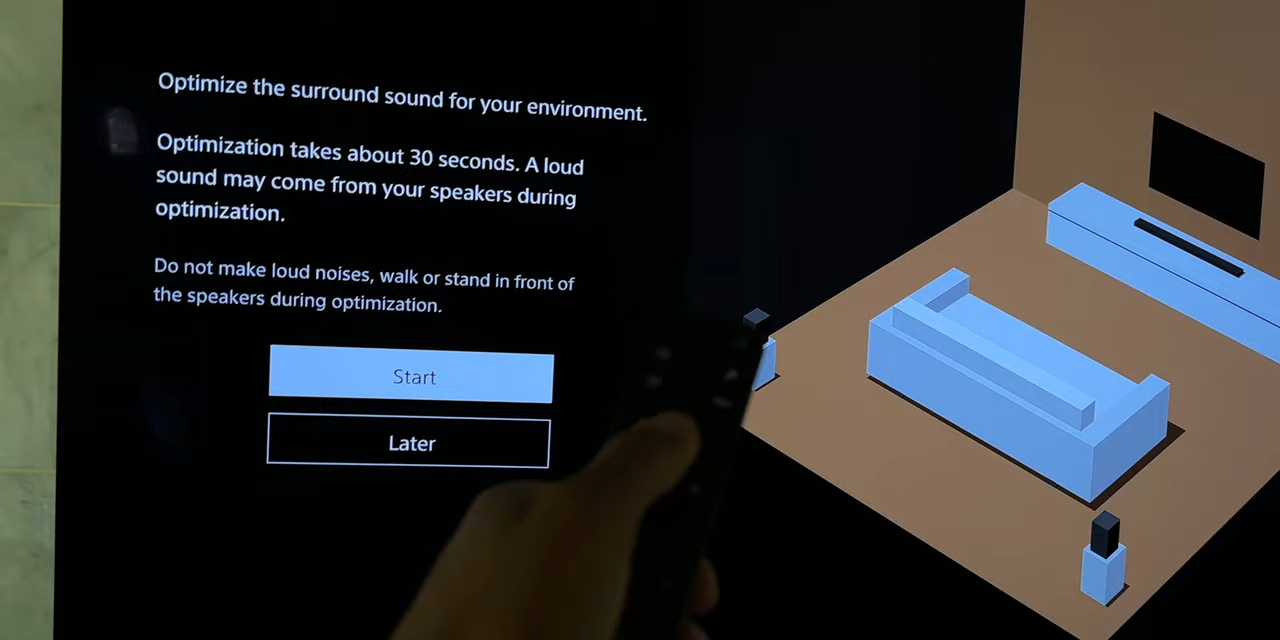 Optimize the surround sound for your environment.
Optimization takes about 30 seconds. A loud
sound may come from your speakers during
optimization.
Do not make loud noises, walk or stand in front of
the speakers during optimization.
Start
Later